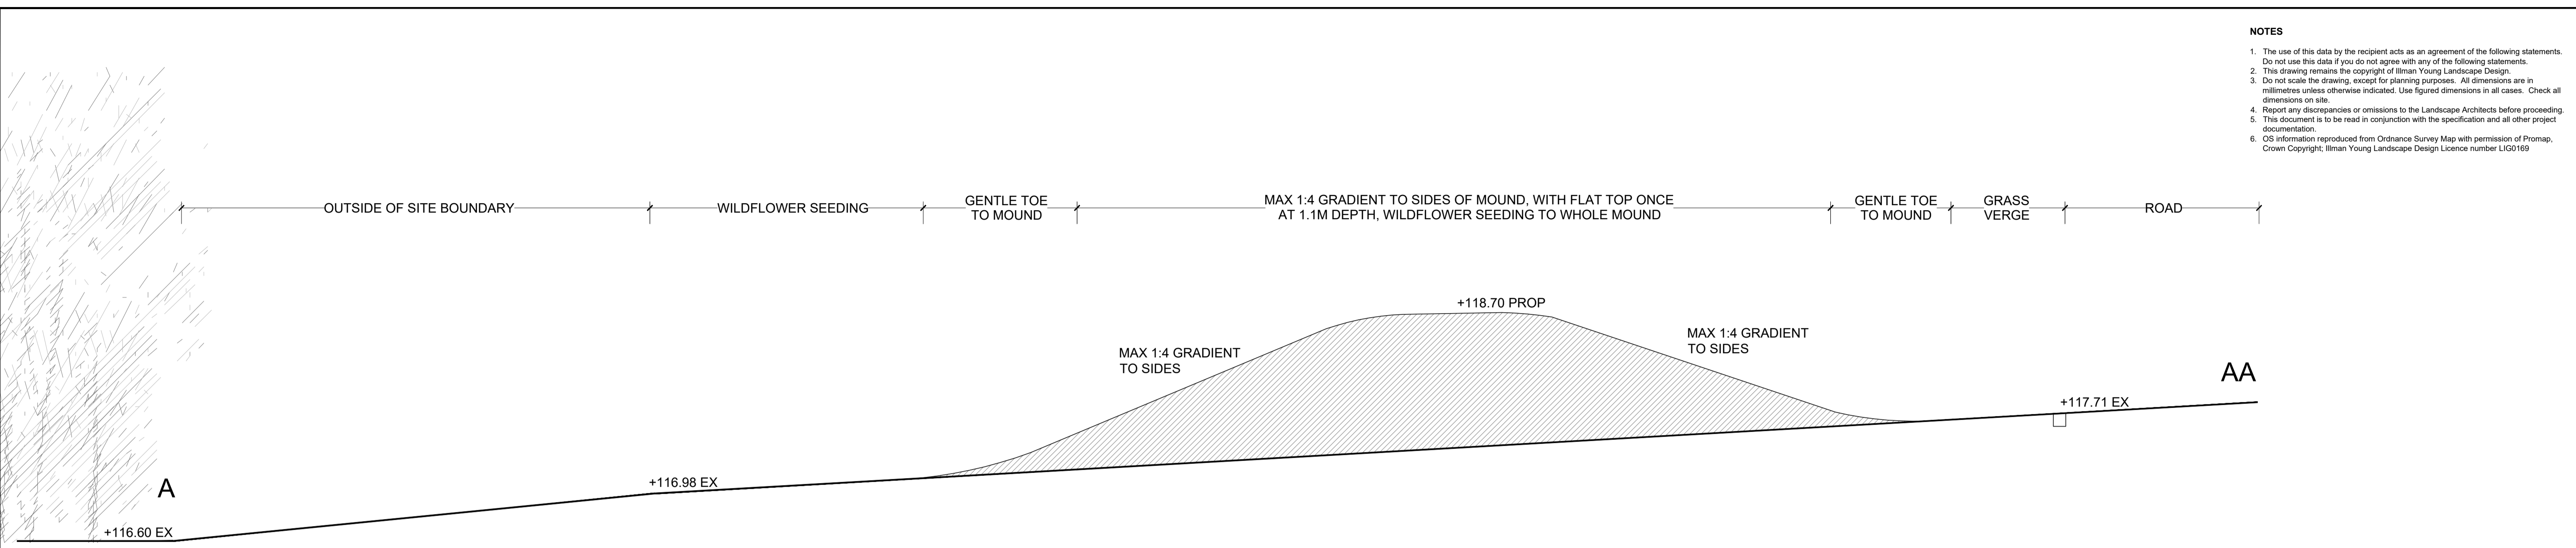 NOTES
1. The use of this data by the recipient acts as an agreement of the following statements.
Do not use this data if you do not agree with any of the following statements.
2. This drawing remains the copyright of Illman Young Landscape Design.
3. Do not scale the drawing, except for planning purposes. All dimensions are in
millimetres unless otherwise indicated. Use figured dimensions in all cases. Check all
dimensions on site.
4. Report any discrepancies or omissions to the Landscape Architects before proceeding.
5. This document is to be read in conjunction with the specification and all other project
documentation.
6. OS information reproduced from Ordnance Survey Map with permission of Promap,
Crown Copyright; Illman Young Landscape Design Licence number LIG0169
OUTSIDE OF SITE BOUNDARY
WILDFLOWER SEEDING
GENTLE TOE
TO MOUND
MAX 1:4 GRADIENT TO SIDES OF MOUND, WITH FLAT TOP ONCE
AT 1.1M DEPTH, WILDFLOWER SEEDING TO WHOLE MOUND
GENTLE TOE
TO MOUND
GRASS
VERGE
ROAD
+118.70 PROP
MAX 1:4 GRADIENT
TO SIDES
MAX 1:4 GRADIENT
TO SIDES
AA
+117.71 EX
A
+116.98 EX
+116.60 EX